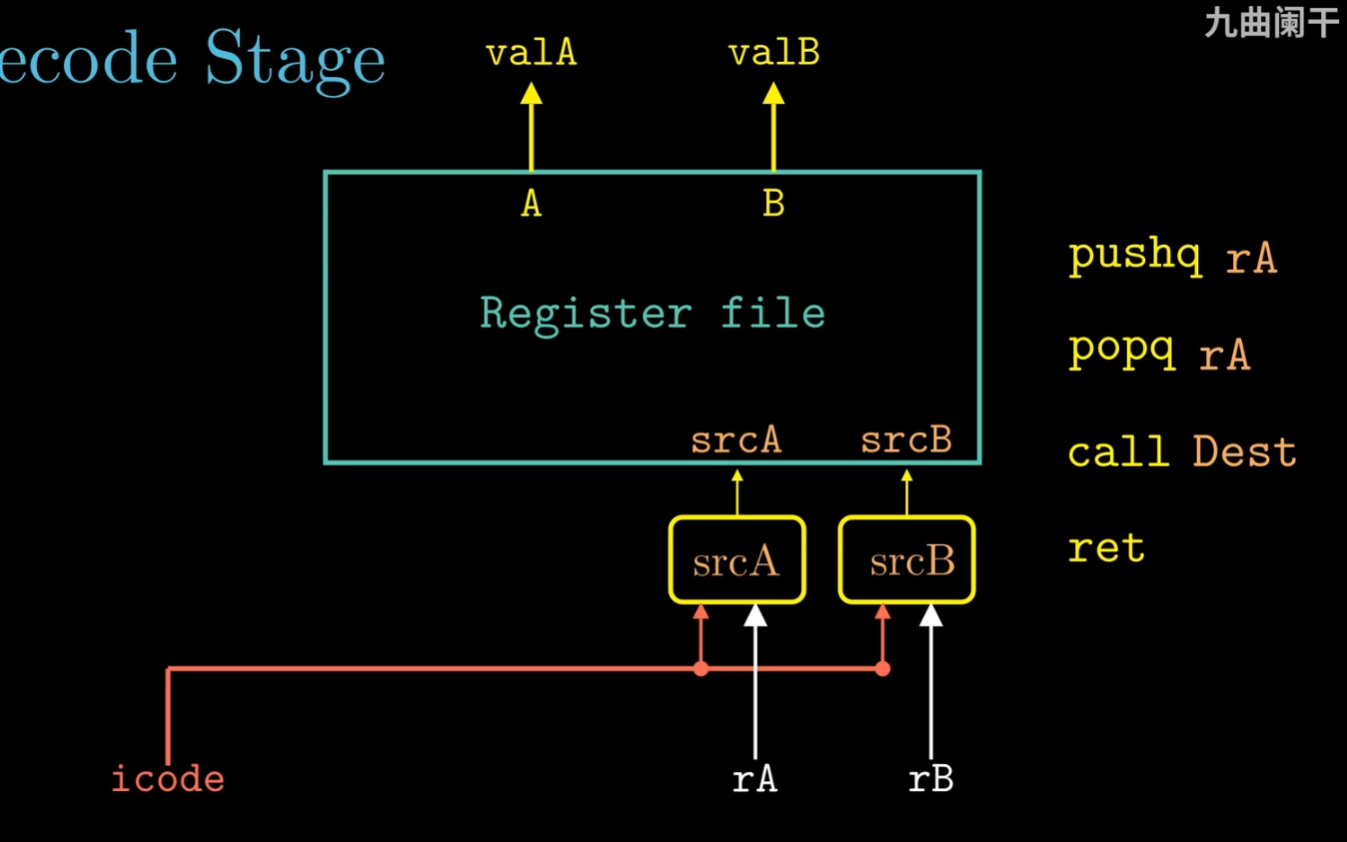 九曲阑干
ecode Stage
valA
valB
A
B
Register file
srcA
srcB
srcA
srcB
icode
rA
rB
pushq rA
popq rA
call Dest
ret